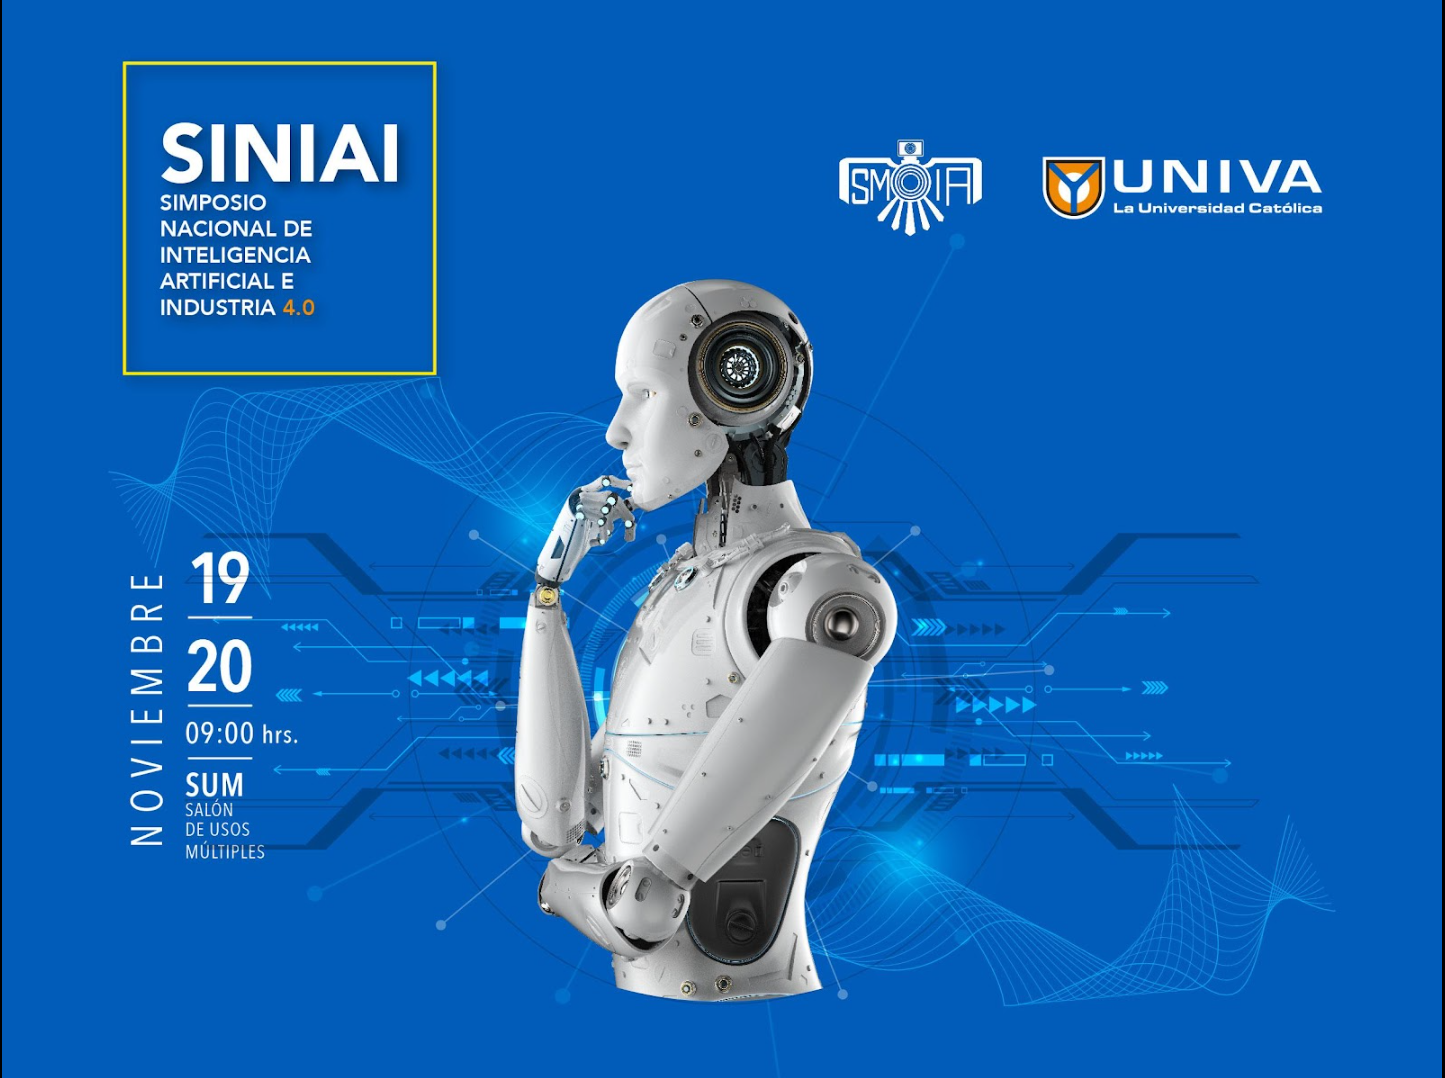 SINIAI
SIMPOSIO
NACIONAL DE
INTELIGENCIA
ARTIFICIAL E
INDUSTRIA 4.0
SMIA
UNIVA
La Universidad Católica
NOVIEMBRE
19
20
09:00 hrs.
SUM
SALÓN
DE USOS
MÚLTIPLES